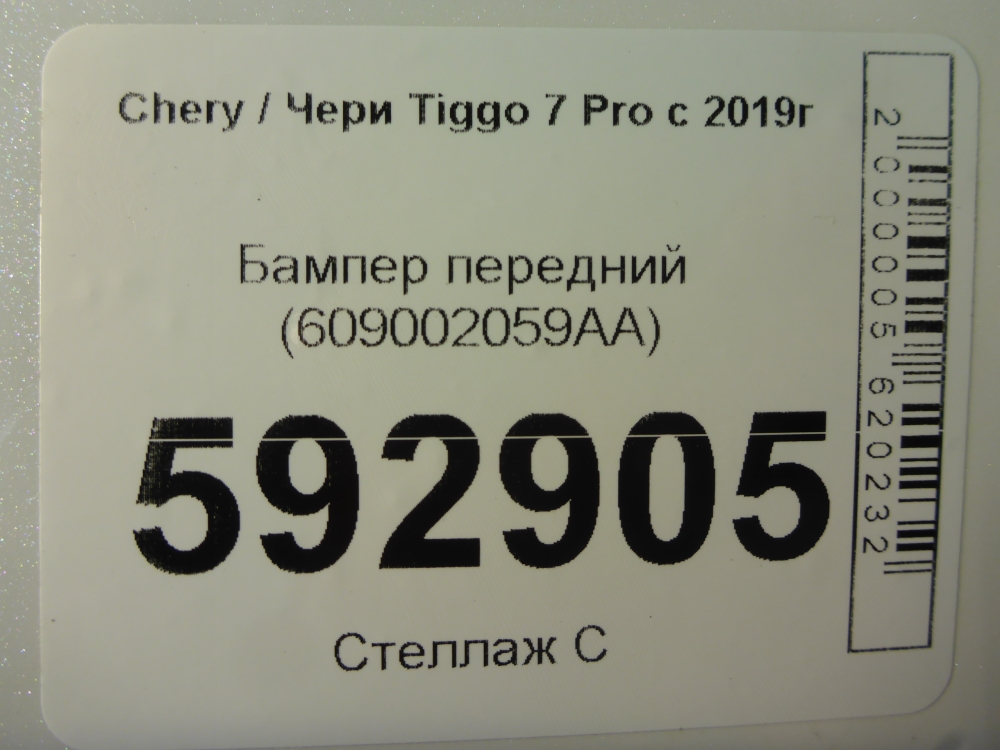 Chery / Чери Tiggo 7 Pro с 2019г
Бампер передний
(609002059AA)
592905
Стеллаж С
2000005620232